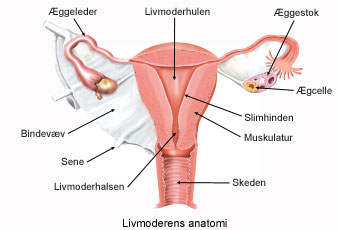 Æggeleder
Livmoderhulen
Æggestok
Ægcelle
Slimhinden
Muskulatur
Bindevæv
Sene
Livmoderhalsen
Skeden
Livmoderens anatomi